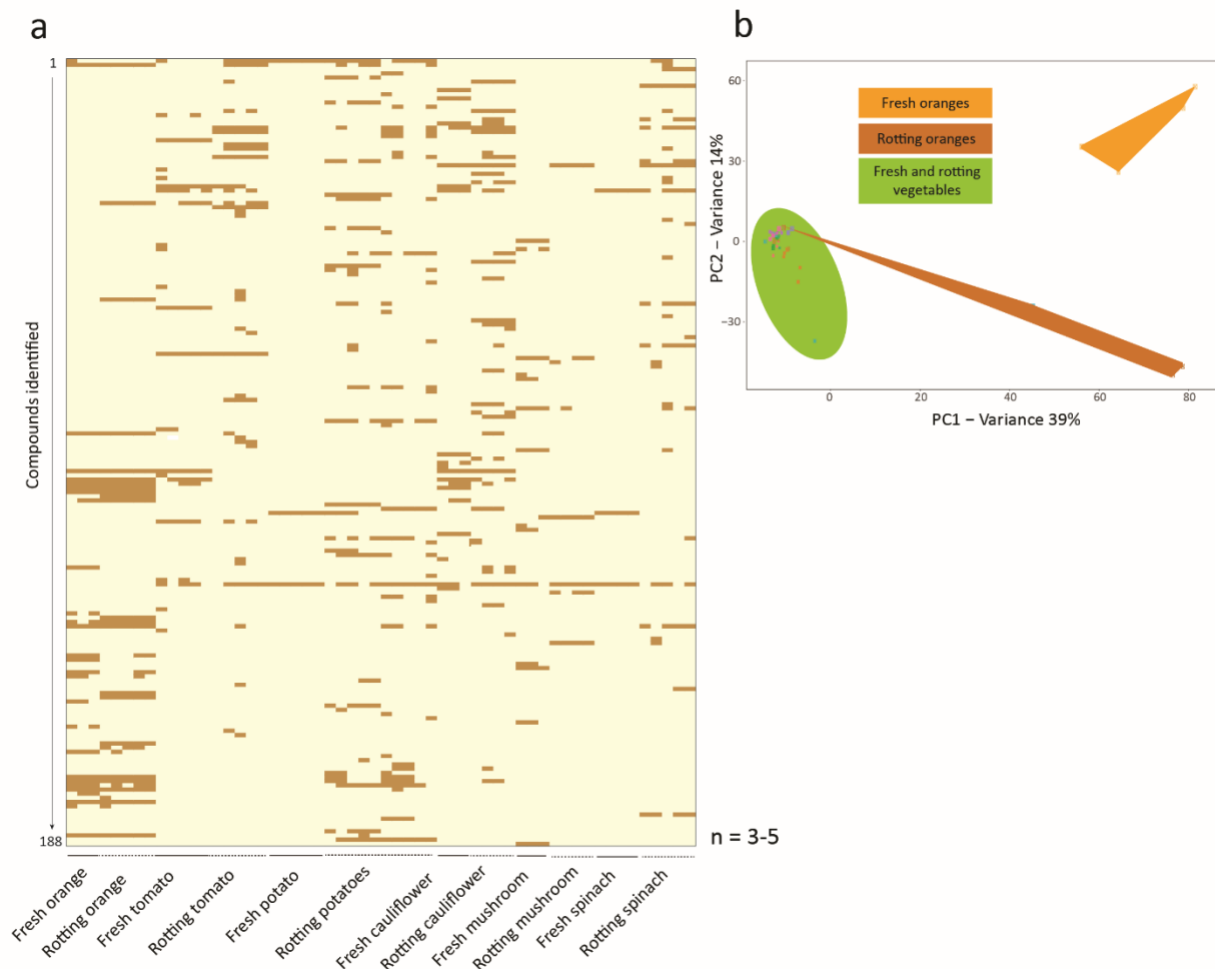 a
1
Compounds identified
188
n = 3-5
Fresh orange
Rotting orange
Fresh tomato
Rotting tomato
Fresh potato
Rotting potatoes
Fresh cauliflower
Rotting cauliflower
Fresh mushroom
Rotting mushroom
Fresh spinach
Rotting spinach
b
60
30
0
−30
PC2 – Variance 14%
Fresh oranges
Rotting oranges
Fresh and rotting
vegetables
0
20
40
60
80
PC1 – Variance 39%